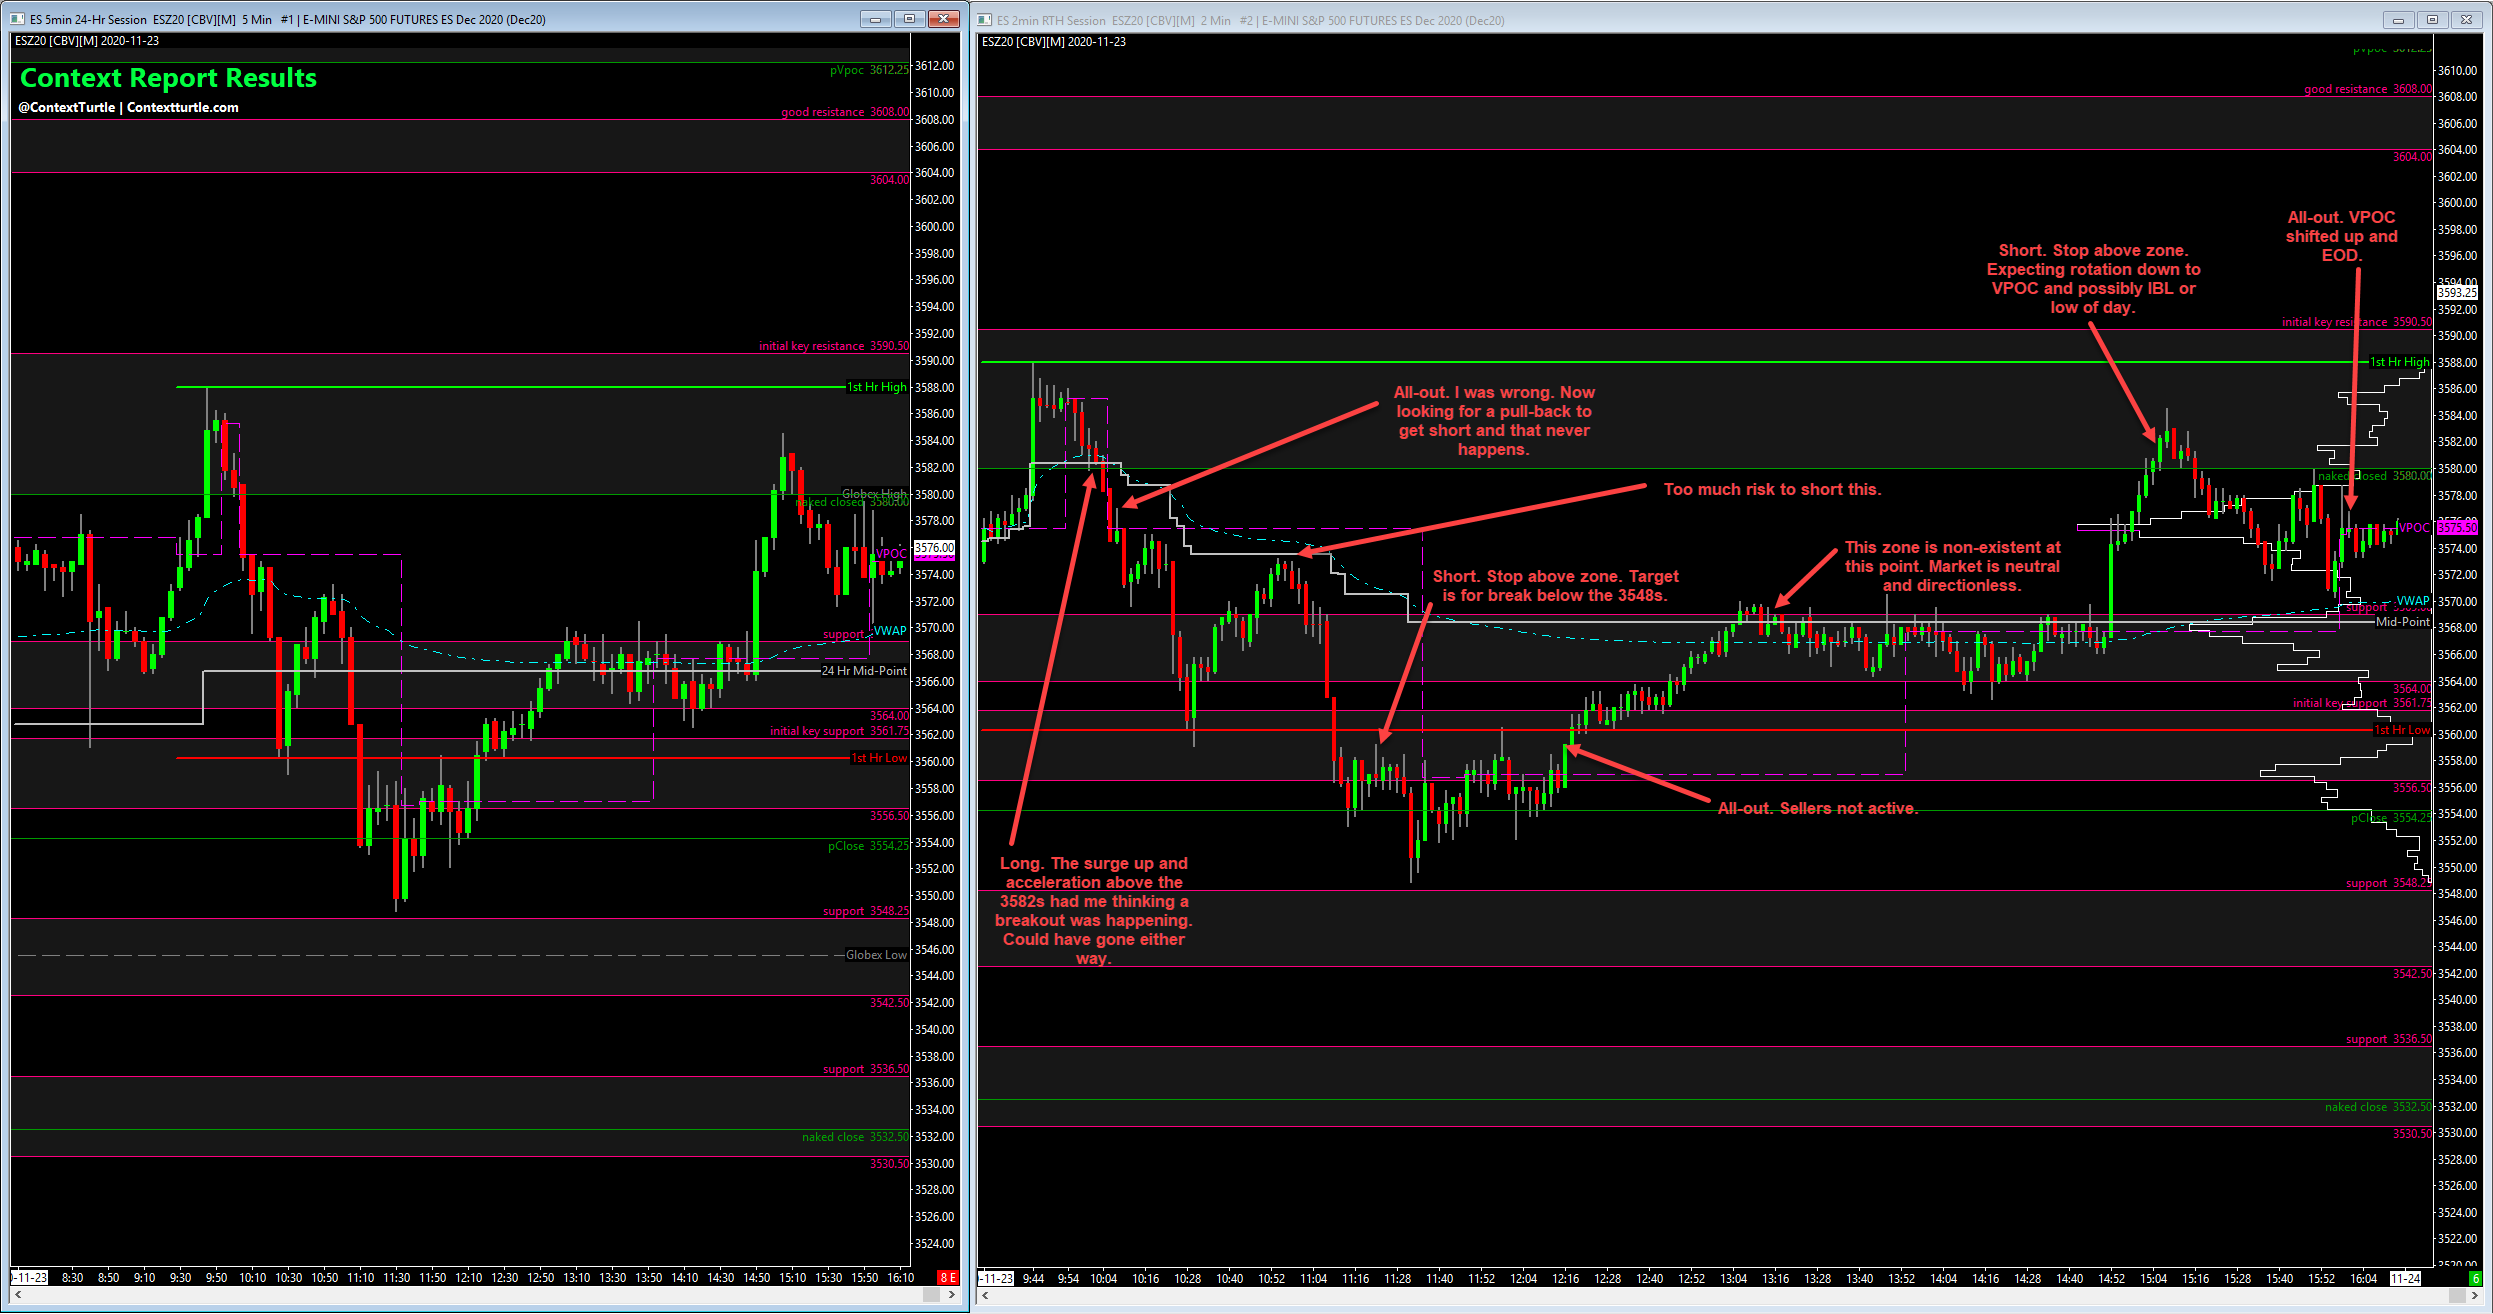 ES 5min 24-Hr Session  ESZ20 [CBV][M]  5 Min   #1 | E-MINI S&P 500 FUTURES ES Dec 2020 (Dec20)
ESZ20 [CBV][M] 2020-11-23
Context Report Results
@ContextTurtle | Contextturtle.com
pVpoc 3612.25
good resistance 3608.00
3604.00
initial key resistance 3590.50
1st Hr High
Globex High
naked closed 3580.00
VPOC
support
VWAP
24 Hr Mid-Point
3564.00
initial key support 3561.75
1st Hr Low
3556.50
pClose 3554.25
support 3548.25
Globex Low
3542.50
support 3536.50
naked close 3532.50
3530.50
3612.00
3610.00
3608.00
3606.00
3604.00
3602.00
3600.00
3598.00
3596.00
3594.00
3592.00
3590.00
3588.00
3586.00
3584.00
3582.00
3580.00
3578.00
3576.00
3574.00
3572.00
3570.00
3568.00
3566.00
3564.00
3562.00
3560.00
3558.00
3556.00
3554.00
3552.00
3550.00
3548.00
3546.00
3544.00
3542.00
3540.00
3538.00
3536.00
3534.00
3532.00
3530.00
3528.00
3526.00
3524.00
-11-23 8:30 8:50 9:10 9:30 9:50 10:10 10:30 10:50 11:10 11:30 11:50 12:10 12:30 12:50 13:10 13:30 13:50 14:10 14:30 14:50 15:10 15:30 15:50 16:10 8 E
ES 2min RTH Session  ESZ20 [CBV][M]  2 Min   #2 | E-MINI S&P 500 FUTURES ES Dec 2020 (Dec20)
ESZ20 [CBV][M] 2020-11-23
pVpoc 3612.25
good resistance 3608.00
3604.00
All-out. VPOC
shifted up and
EOD.
Short. Stop above zone.
Expecting rotation down to
VPOC and possibly IBL or
low of day.
initial key resistance 3590.50
1st Hr High
All-out. I was wrong. Now
looking for a pull-back to
get short and that never
happens.
naked closed 3580.00
Too much risk to short this.
VPOC
This zone is non-existent at
this point. Market is neutral
and directionless.
Short. Stop above zone. Target
is for break below the 3548s.
VWAP
support
Mid-Point
3564.00
initial key support 3561.75
1st Hr Low
3556.50
All-out. Sellers not active.
pClose 3554.25
Long. The surge up and
acceleration above the
3582s had me thinking a
breakout was happening.
Could have gone either
way.
support 3548.25
3542.50
support 3536.50
naked close 3532.50
3530.50
3610.00
3608.00
3606.00
3604.00
3602.00
3600.00
3598.00
3596.00
3593.25
3592.00
3590.00
3588.00
3586.00
3584.00
3582.00
3580.00
3578.00
3575.50
3574.00
3572.00
3570.00
3568.00
3566.00
3564.00
3562.00
3560.00
3558.00
3556.00
3554.00
3552.00
3550.00
3548.00
3546.00
3544.00
3542.00
3540.00
3538.00
3536.00
3534.00
3532.00
3530.00
3528.00
3526.00
3524.00
3522.00
3520.00
-11-23 9:44 9:54 10:04 10:16 10:28 10:40 10:52 11:04 11:16 11:28 11:40 11:52 12:04 12:16 12:28 12:40 12:52 13:04 13:16 13:28 13:40 13:52 14:04 14:16 14:28 14:40 14:52 15:04 15:16 15:28 15:40 15:52 16:04 11-24 6